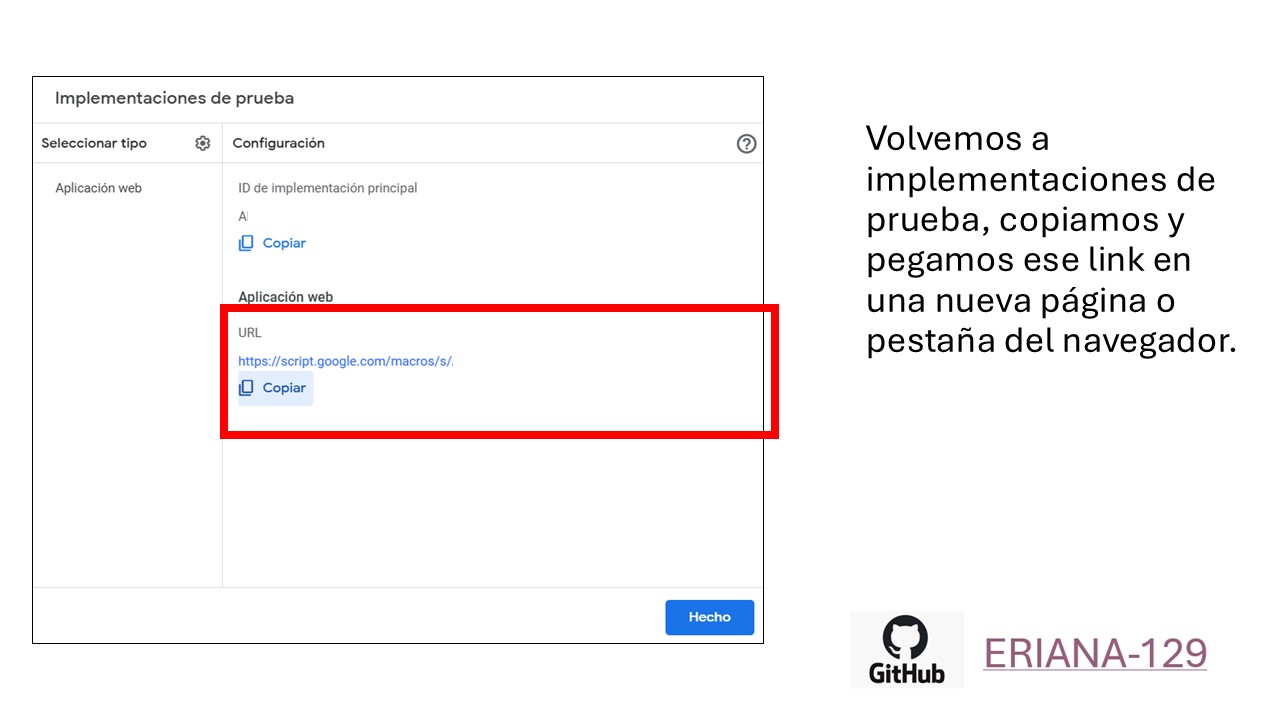 Implementaciones de prueba
Seleccionar tipo
Configuración
Aplicación web
ID de implementación principal
Copiar
Aplicación web
URL
https://script.google.com/macros/s/.
Copiar
Hecho
Volvemos a
implementaciones de
prueba, copiamos y
pegamos ese link en
una nueva página o
pestaña del navegador.
GitHub
ERIANA-129